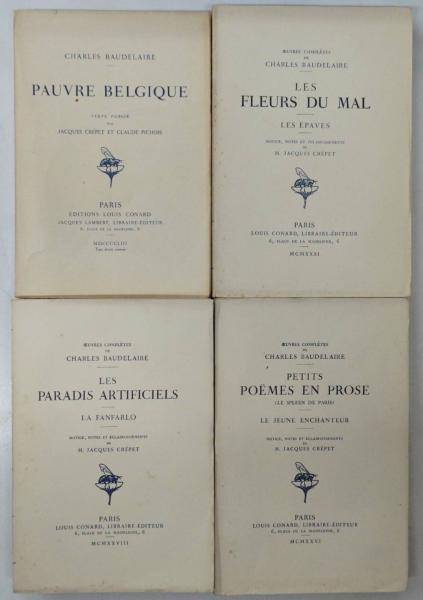 CHARLES BAUDELAIRE
PAUVRE BELGIQUE
TEXTE PUBLIÉ
PAR
JACQUES CRÉPET ET CLAUDE PICHOIS
PARIS
EDITIONS LOUIS CONARD
JACQUES LAMBERT, LIBRAIRE-ÉDITEUR
6, PLACE DE LA MADELEINE, 6
Tous droits réservés
ŒUVRES COMPLÈTES
DE
CHARLES BAUDELAIRE
LES
FLEURS DU MAL
LES ÉPAVES
NOTICE, NOTES ET ÉCLAIRCISSEMENTS
DE
M. JACQUES CRÉPET
PARIS
LOUIS CONARD, LIBRAIRE-ÉDITEUR
6, PLACE DE LA MADELEINE, 6
MCMXXXI
ŒUVRES COMPLÈTES
DE
CHARLES BAUDELAIRE
LES
PARADIS ARTIFICIELS
LA FANFARLO
NOTICE, NOTES ET ÉCLAIRCISSEMENTS
DE
M. JACQUES CRÉPET
PARIS
LOUIS CONARD, LIBRAIRE-ÉDITEUR
6, PLACE DE LA MADELEINE, 6
MCMXXVIII
ŒUVRES COMPLÈTES
DE
CHARLES BAUDELAIRE
PETITS
POËMES EN PROSE
(LE SPLEEN DE PARIS)
LE JEUNE ENCHANTEUR
NOTICE, NOTES ET ÉCLAIRCISSEMENTS
DE
M. JACQUES CRÉPET
PARIS
LOUIS CONARD, LIBRAIRE-ÉDITEUR
6, PLACE DE LA MADELEINE, 6
MCMXXVI